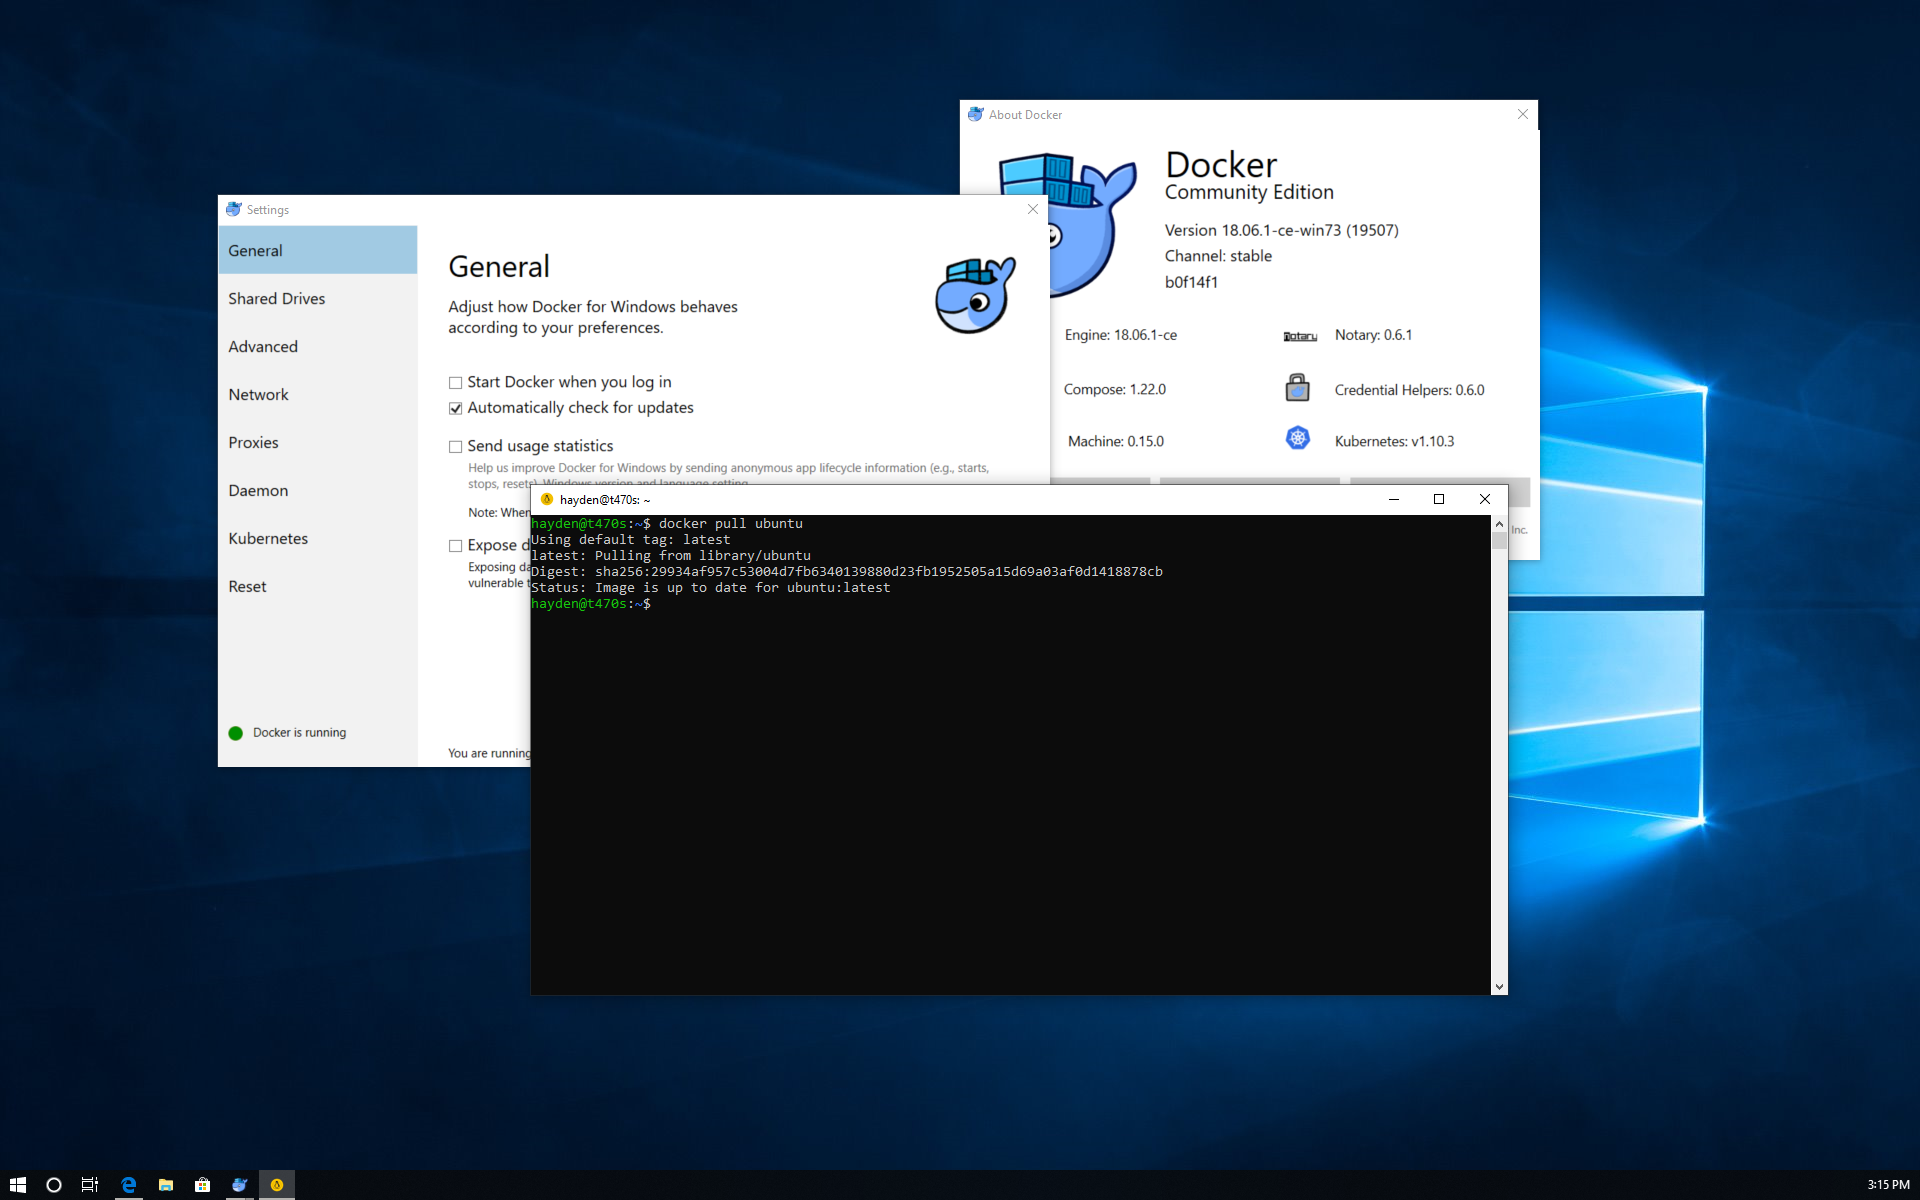 About Docker
Docker
Community Edition
Version 18.06.1-ce-win73 (19507)
Channel: stable
b0f14f1
Engine: 18.06.1-ce
notary
Notary: 0.6.1
Compose: 1.22.0
Credential Helpers: 0.6.0
Machine: 0.15.0
Kubernetes: v1.10.3
Inc.
Settings
General
Shared Drives
Advanced
Network
Proxies
Daemon
Kubernetes
Reset
Docker is running
General
Adjust how Docker for Windows behaves
according to your preferences.
Start Docker when you log in
Automatically check for updates
Send usage statistics
Help us improve Docker for Windows by sending anonymous app lifecycle information (e.g., starts,
stops, resets), Windows version and language setting.
Note: When
Expose d
Exposing da
vulnerable t
You are running
hayden@t470s: ~
hayden@t470s:~$ docker pull ubuntu
Using default tag: latest
latest: Pulling from library/ubuntu
Digest: sha256:29934af957c53004d7fb6340139880d23fb1952505a15d69a03af0d1418878cb
Status: Image is up to date for ubuntu:latest
hayden@t470s:~$
3:15 PM